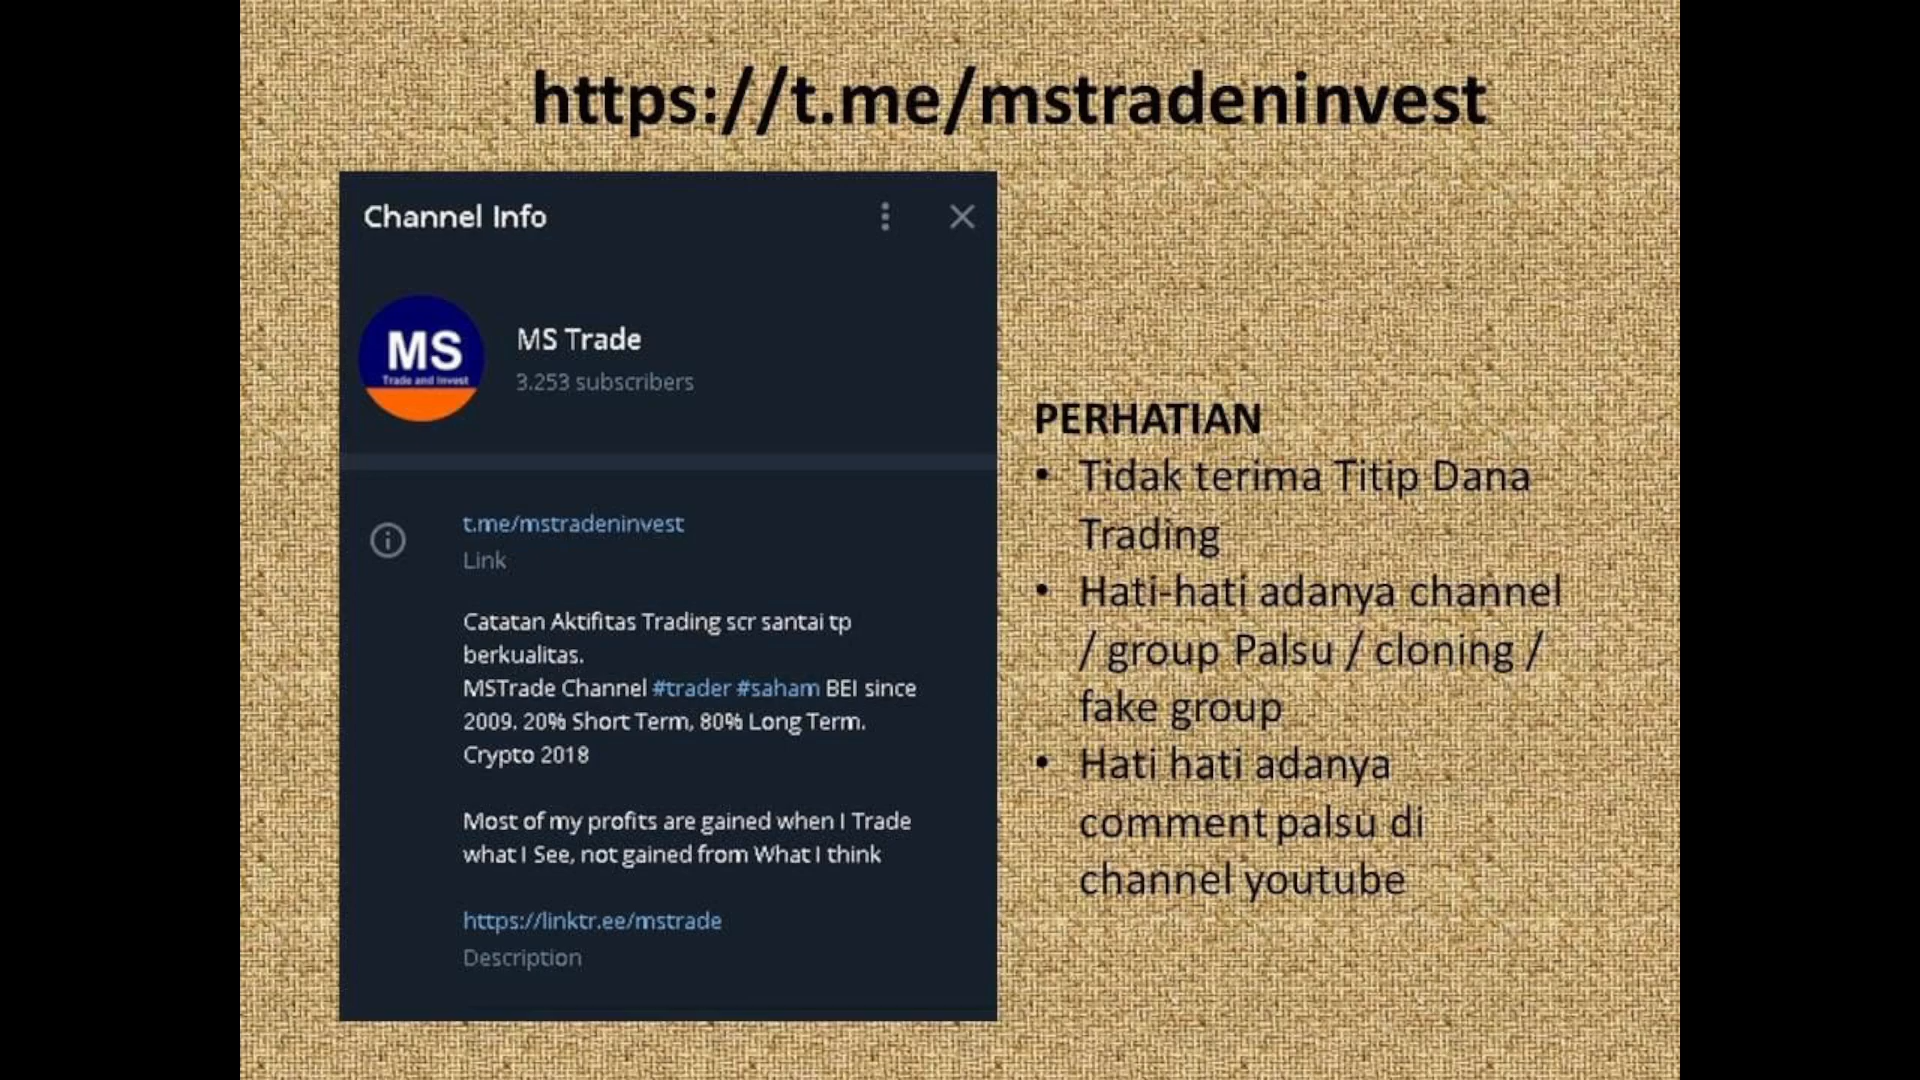 https://t.me/mstradeninvest
Channel Info
MS
Trade and Invest
MS Trade
3.253 subscribers
t.me/mstradeninvest
Link
Catatan Aktifitas Trading scr santai tp
berkualitas.
MSTrade Channel #trader #saham BEI since
2009. 20% Short Term, 80% Long Term.
Crypto 2018
Most of my profits are gained when I Trade
what I See, not gained from What I think
https://linktr.ee/mstrade
Description
PERHATIAN
• Tidak terima Titip Dana
Trading
• Hati-hati adanya channel
/ group Palsu / cloning /
fake group
• Hati hati adanya
comment palsu di
channel youtube